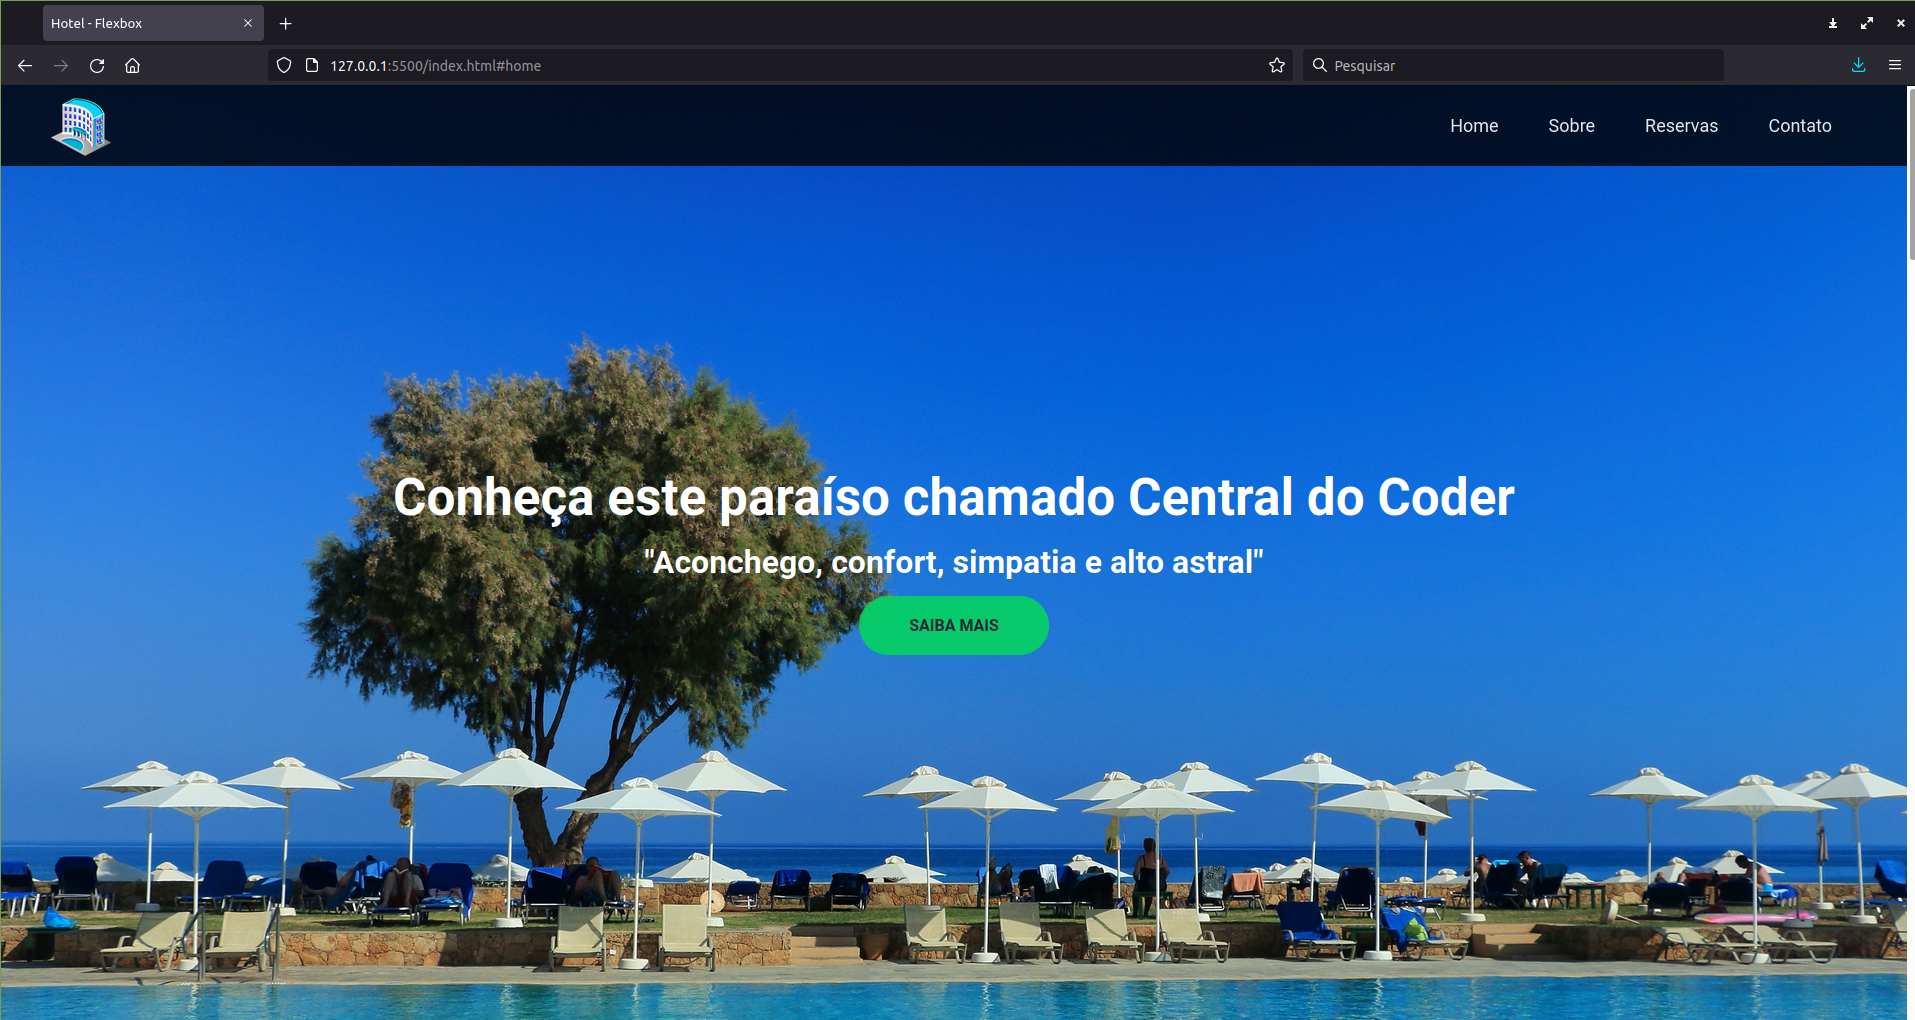 Hotel - Flexbox
127.0.0.1:5500/index.html#home
Pesquisar
Home Sobre Reservas Contato
Conheça este paraíso chamado Central do Coder
"Aconchego, confort, simpatia e alto astral"
SAIBA MAIS